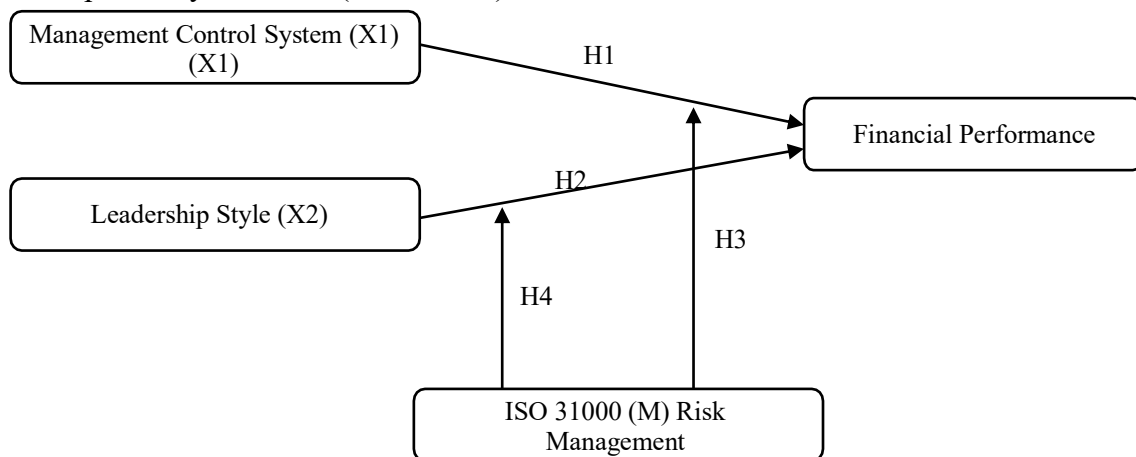 Management Control System (X1)
(X1)
H1
Financial Performance
H2
Leadership Style (X2)
H3
H4
ISO 31000 (M) Risk
Management